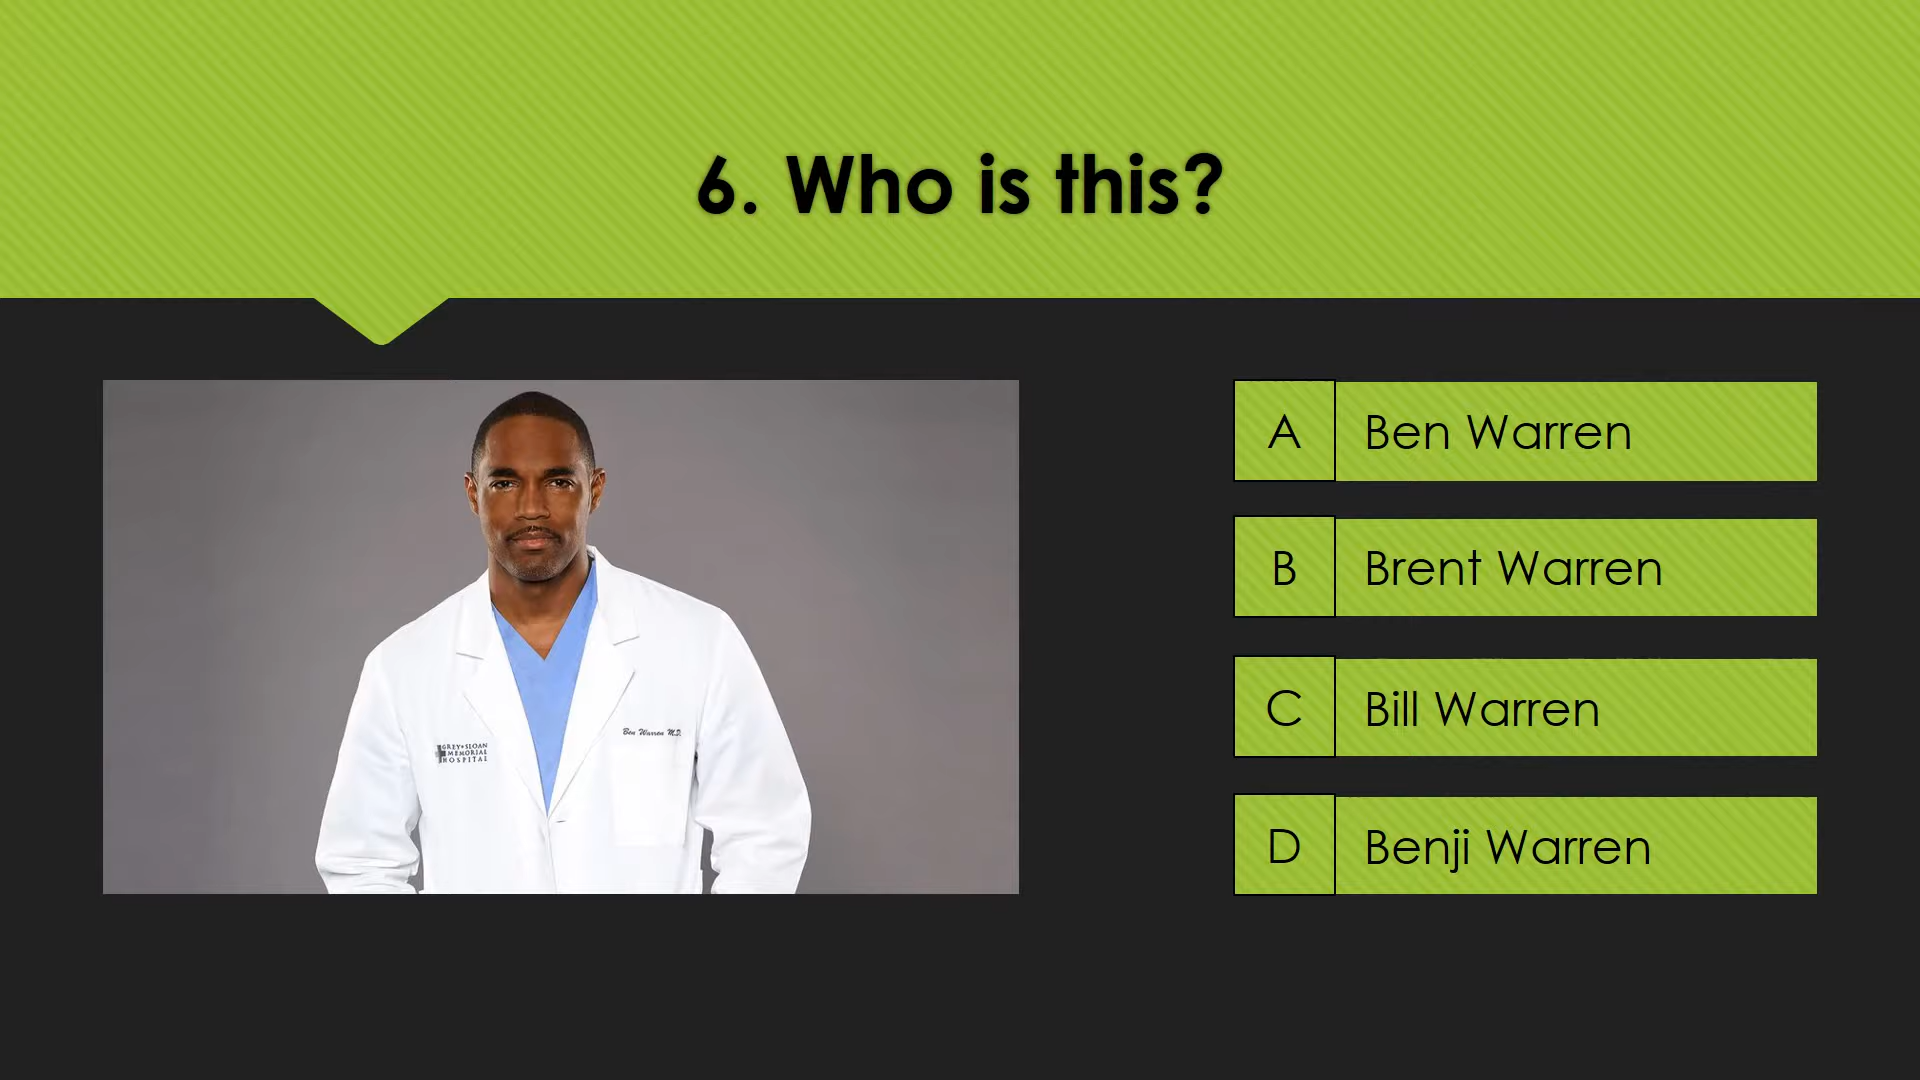 6. Who is this?
GREY+SLOAN
MEMORIAL
HOSPITAL
Ben Warren M.D.
A Ben Warren
B Brent Warren
C Bill Warren
D Benji Warren